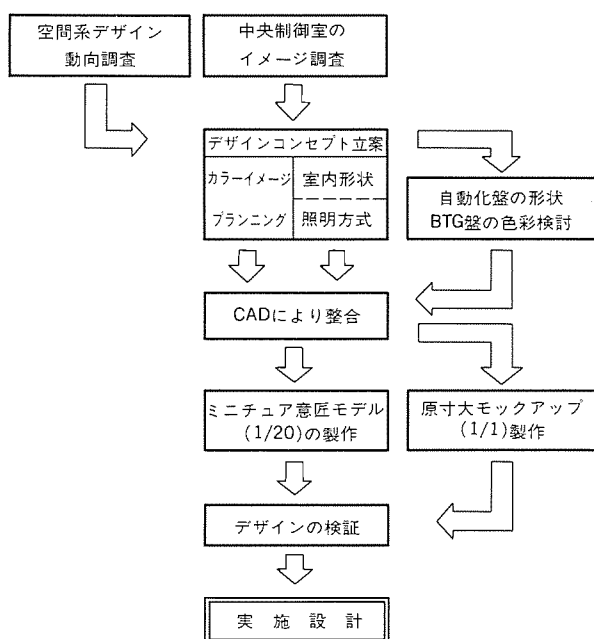 空間系デザイン
動向調査
中央制御室の
イメージ調査
デザインコンセプト立案
カラーイメージ
プランニング
室内形状
照明方式
自動化盤の形状
BTG盤の色彩検討
CADにより整合
ミニチュア意匠モデル
(1/20)の製作
原寸大モックアップ
(1/1)製作
デザインの検証
実施設計